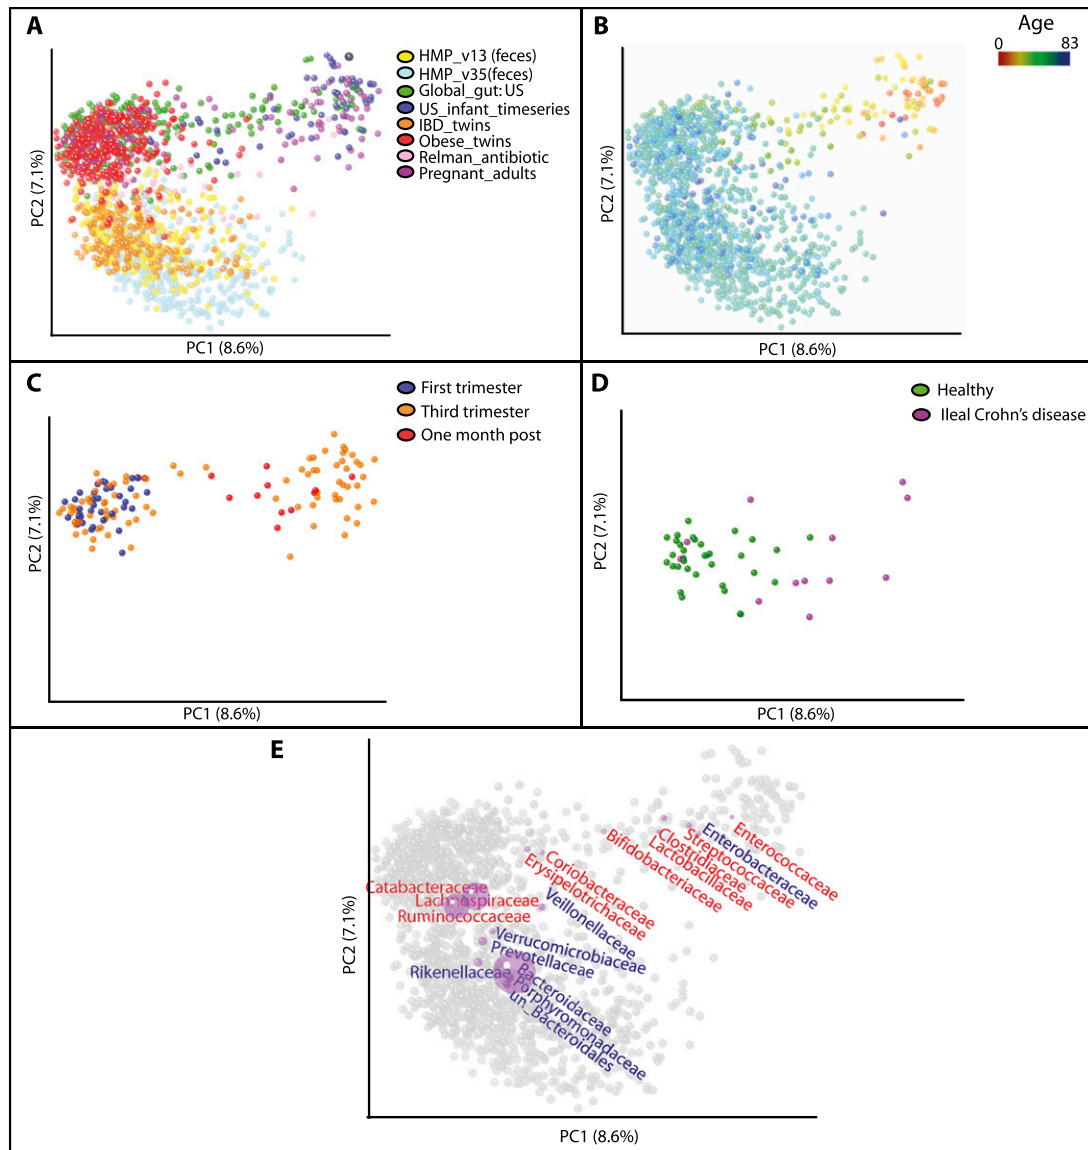 A
HMP_v13 (feces)
HMP_v35(feces)
Global_gut: US
US_infant_timeseries
IBD_twins
Obese_twins
Relman_antibiotic
Pregnant_adults
PC2 (7.1%)
PC1 (8.6%)
B
Age
0 83
PC2 (7.1%)
PC1 (8.6%)
C
First trimester
Third trimester
One month post
PC2 (7.1%)
PC1 (8.6%)
D
Healthy
Ileal Crohn's disease
PC2 (7.1%)
PC1 (8.6%)
E
Enterococcaceae
Enterobacteraceae
Streptococcaceae
Clostridiaceae
Lactobacillaceae
Bifidobacteriaceae
Coriobacteraceae
Erysipelotrichaceae
Catabacteraceae
Lachnospiraceae
Ruminococcaceae
Veillonellaceae
Verrucomicrobiaceae
Prevotellaceae
Rikenellaceae
Bacteroidaceae
Porphyromonadaceae
un_Bacteroidales
PC2 (7.1%)
PC1 (8.6%)